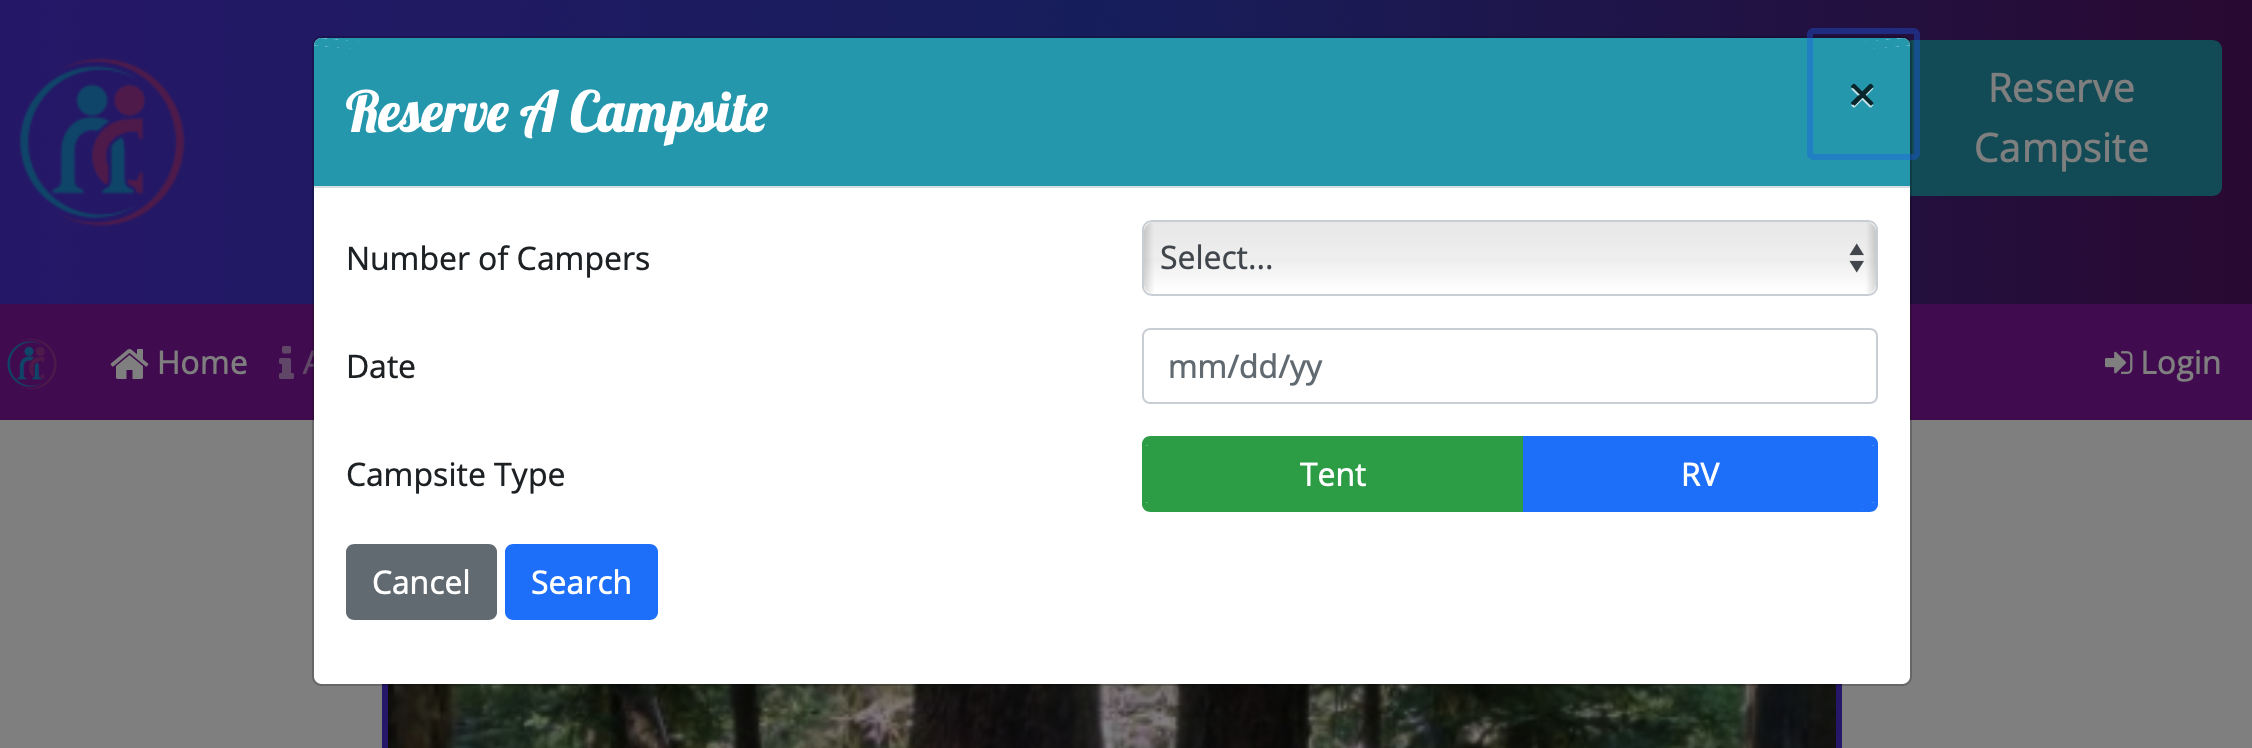 Reserve A Campsite
×
Reserve
Campsite
Number of Campers
Select...
Home
A
Login
Date
mm/dd/yy
Campsite Type
Tent
RV
Cancel
Search